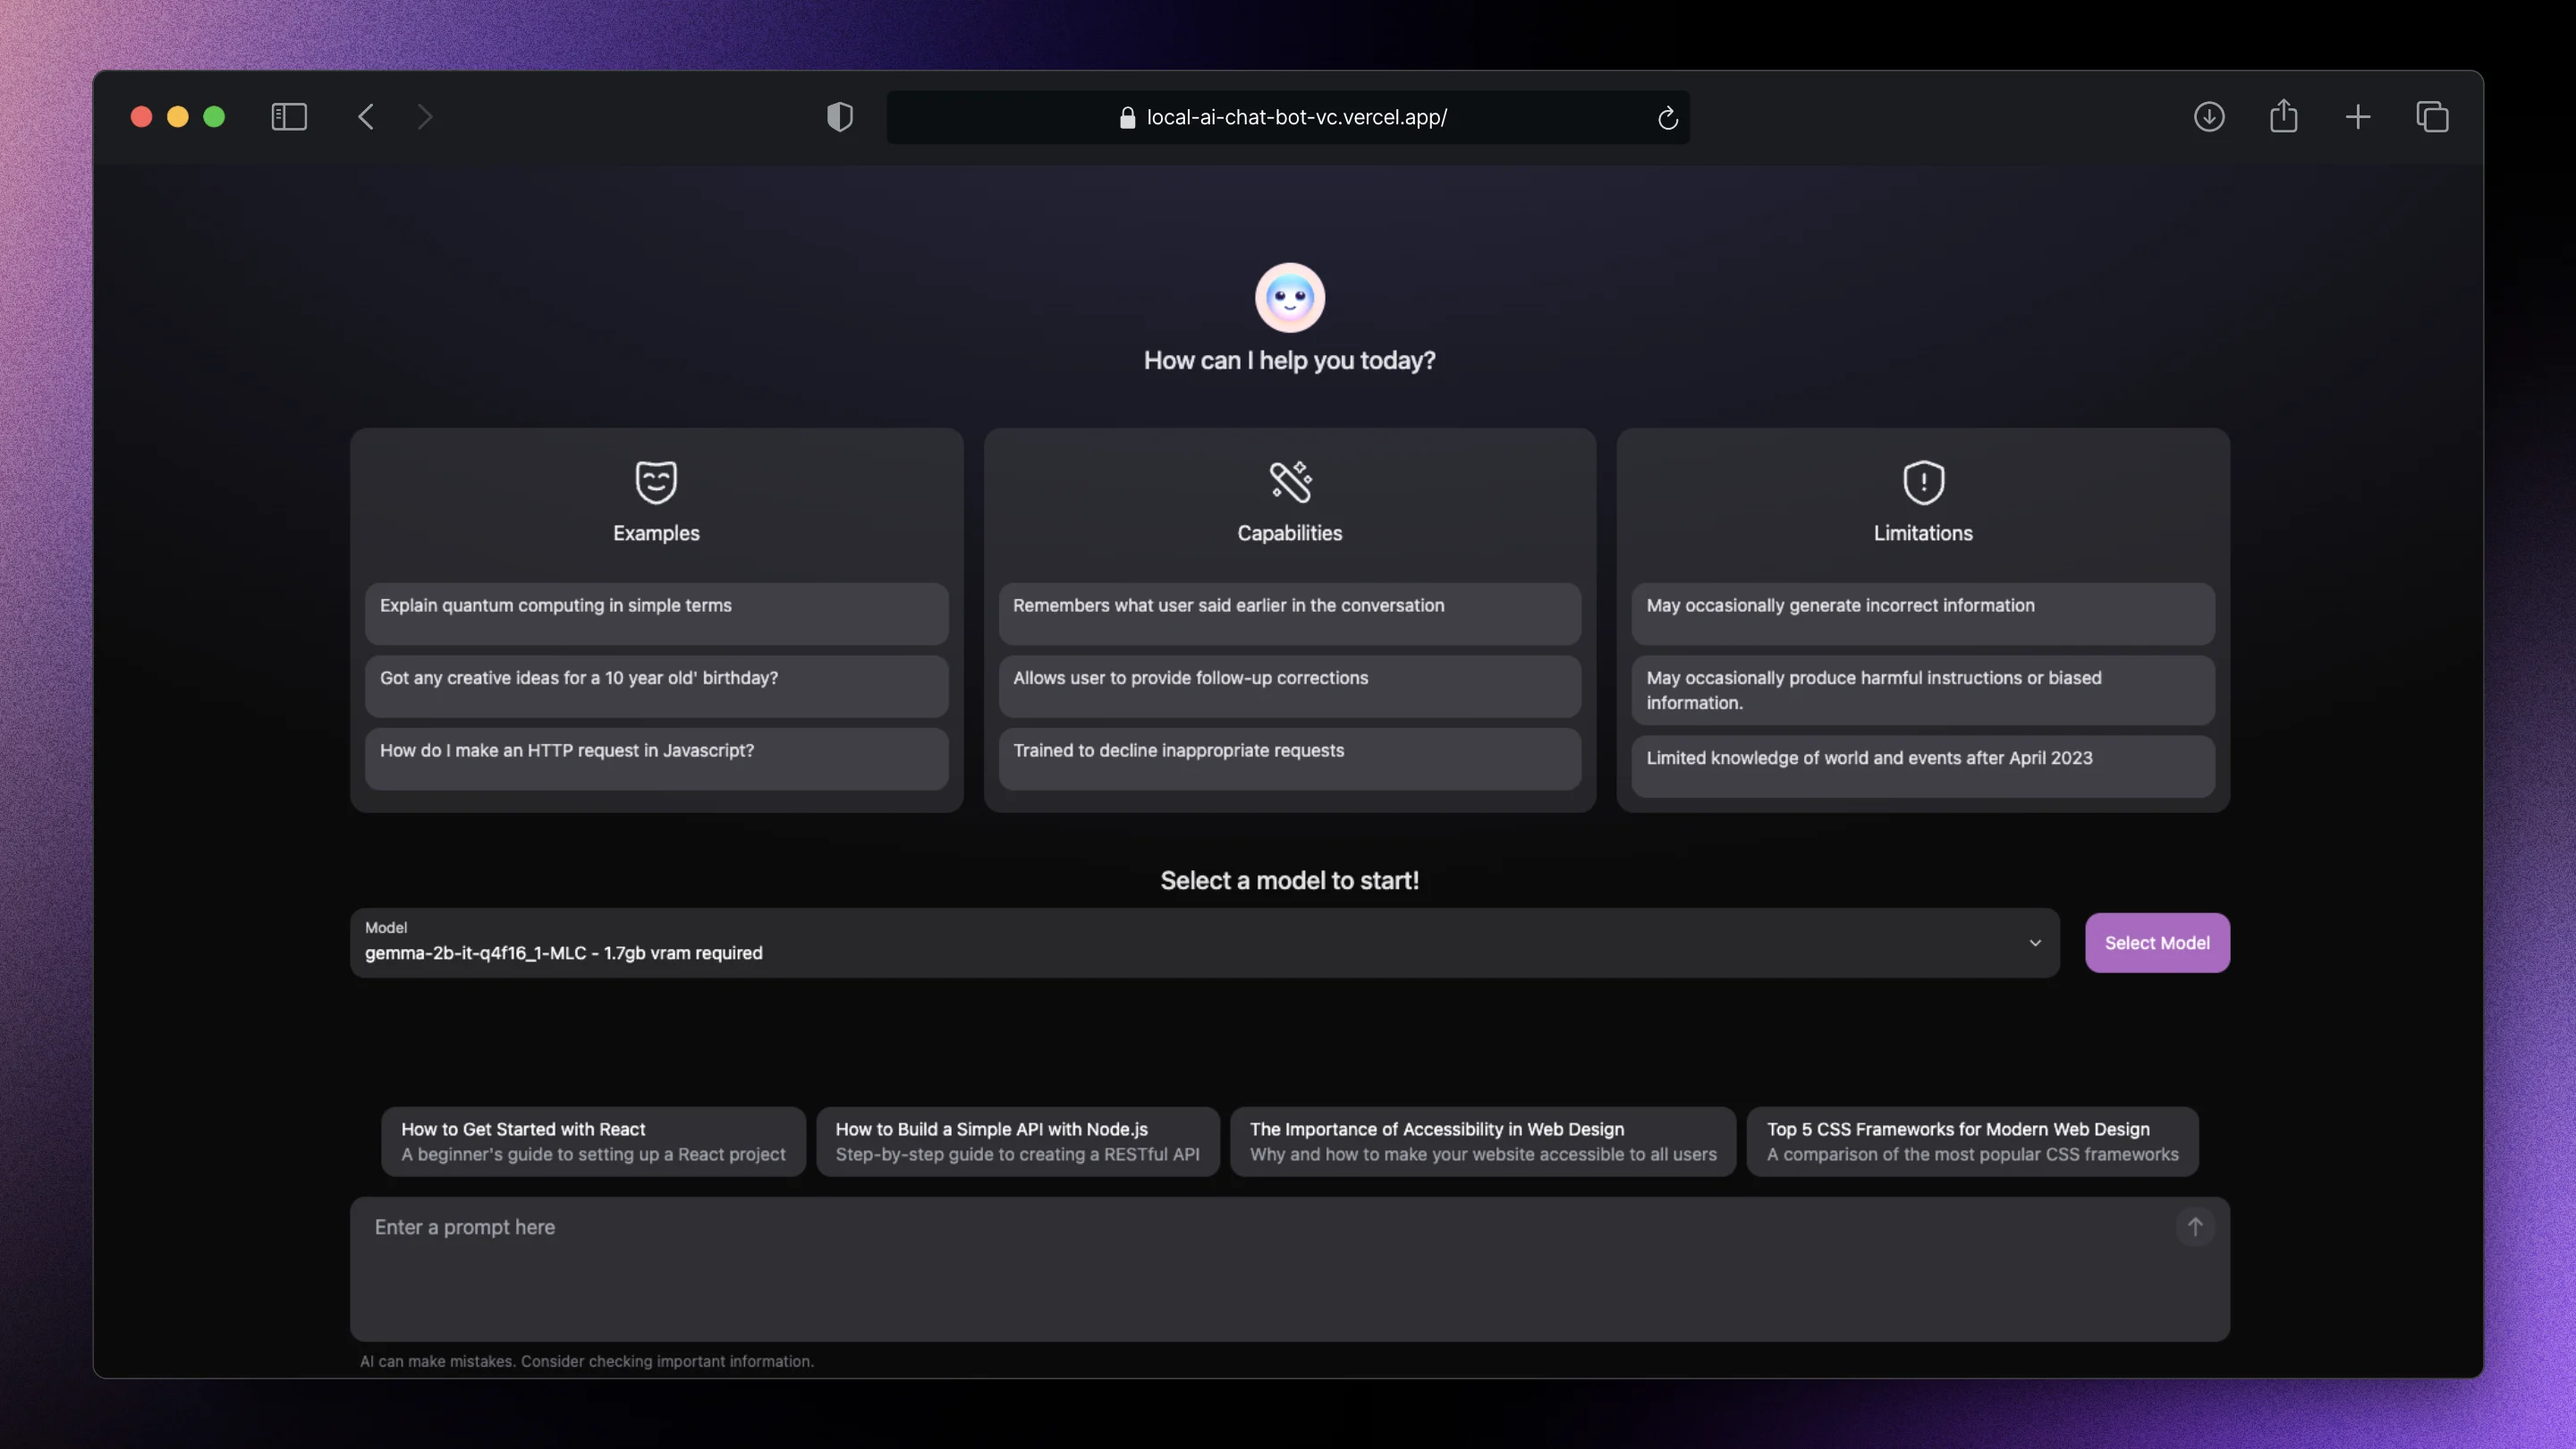 local-ai-chat-bot-vc.vercel.app/
How can I help you today?
Examples
Explain quantum computing in simple terms
Got any creative ideas for a 10 year old' birthday?
How do I make an HTTP request in Javascript?
Capabilities
Remembers what user said earlier in the conversation
Allows user to provide follow-up corrections
Trained to decline inappropriate requests
Limitations
May occasionally generate incorrect information
May occasionally produce harmful instructions or biased
information.
Limited knowledge of world and events after April 2023
Select a model to start!
Model
gemma-2b-it-q4f16_1-MLC - 1.7gb vram required
Select Model
How to Get Started with React
A beginner's guide to setting up a React project
How to Build a Simple API with Node.js
Step-by-step guide to creating a RESTful API
The Importance of Accessibility in Web Design
Why and how to make your website accessible to all users
Top 5 CSS Frameworks for Modern Web Design
A comparison of the most popular CSS frameworks
Enter a prompt here
AI can make mistakes. Consider checking important information.